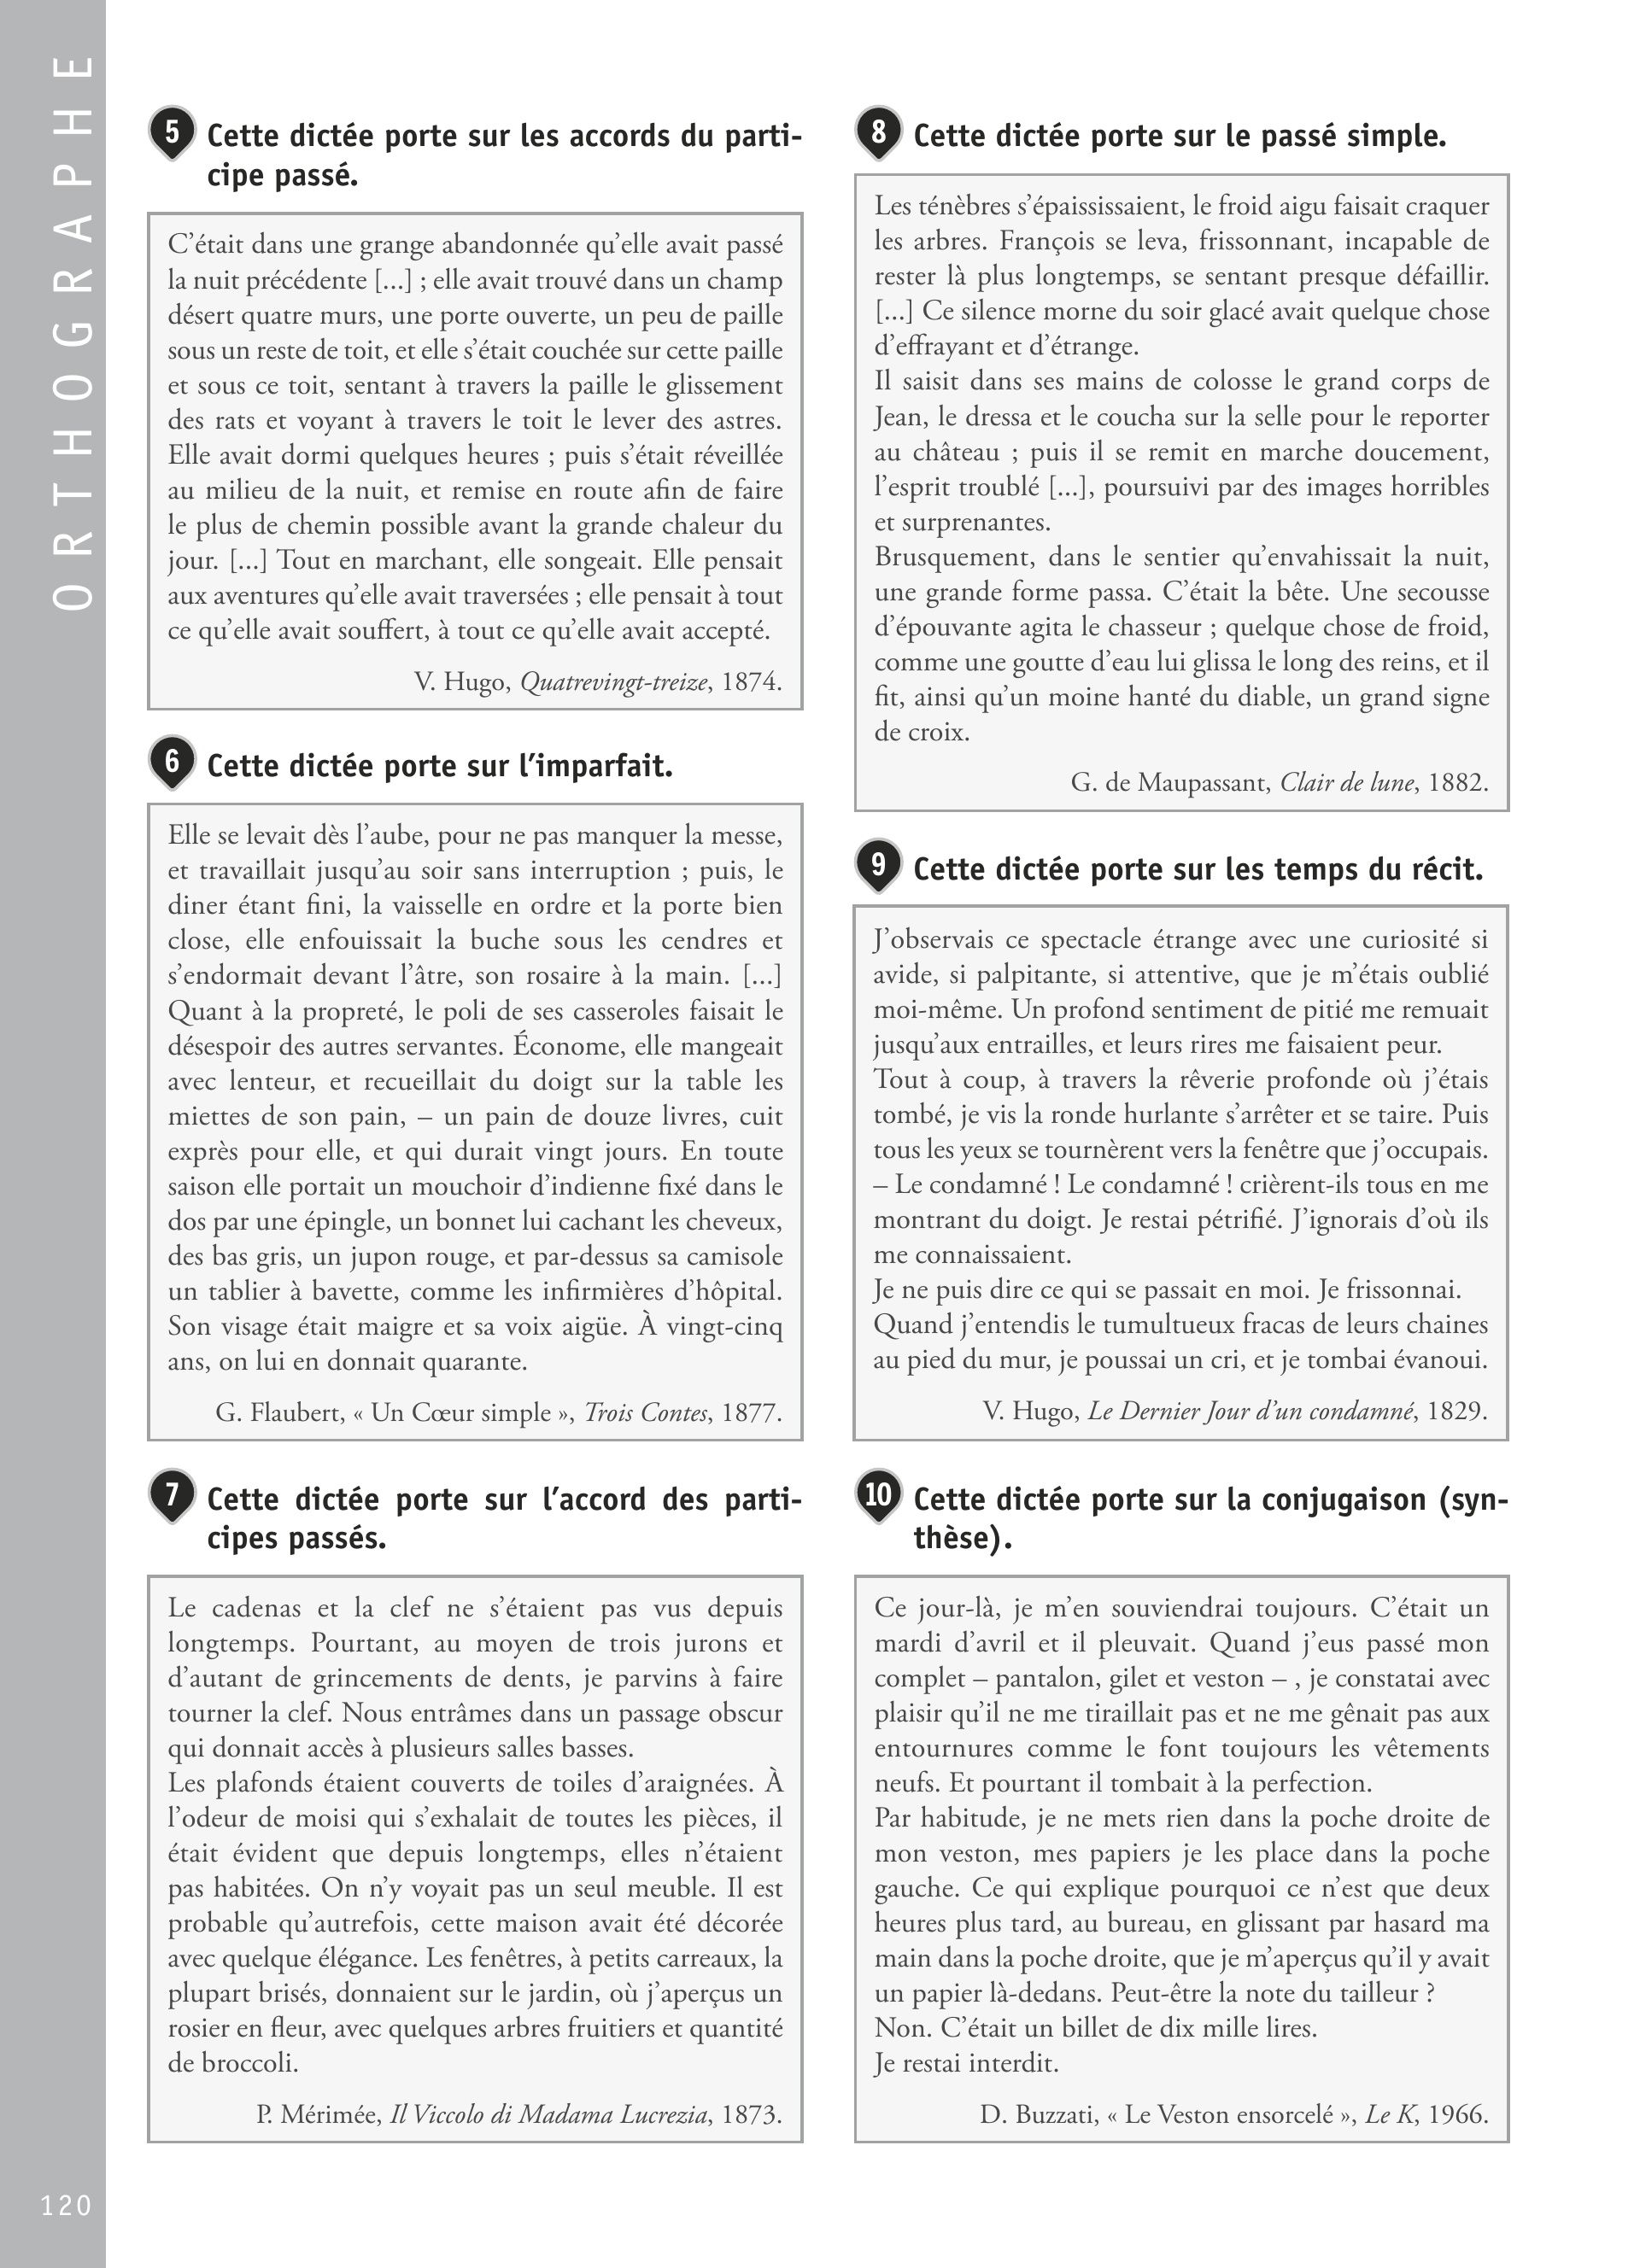 ORTHOGRAPHE
5 Cette dictée porte sur les accords du parti-
cipe passé.
C’était dans une grange abandonnée qu’elle avait passé
la nuit précédente [...] ; elle avait trouvé dans un champ
désert quatre murs, une porte ouverte, un peu de paille
sous un reste de toit, et elle s’était couchée sur cette paille
et sous ce toit, sentant à travers la paille le glissement
des rats et voyant à travers le toit le lever des astres.
Elle avait dormi quelques heures ; puis s’était réveillée
au milieu de la nuit, et remise en route afin de faire
le plus de chemin possible avant la grande chaleur du
jour. [...] Tout en marchant, elle songeait. Elle pensait
aux aventures qu’elle avait traversées ; elle pensait à tout
ce qu’elle avait souffert, à tout ce qu’elle avait accepté.
V. Hugo, Quatrevingt-treize, 1874.
6 Cette dictée porte sur l’imparfait.
Elle se levait dès l’aube, pour ne pas manquer la messe,
et travaillait jusqu’au soir sans interruption ; puis, le
diner étant fini, la vaisselle en ordre et la porte bien
close, elle enfouissait la buche sous les cendres et
s’endormait devant l’âtre, son rosaire à la main. [...]
Quant à la propreté, le poli de ses casseroles faisait le
désespoir des autres servantes. Économe, elle mangeait
avec lenteur, et recueillait du doigt sur la table les
miettes de son pain, – un pain de douze livres, cuit
exprès pour elle, et qui durait vingt jours. En toute
saison elle portait un mouchoir d’indienne fixé dans le
dos par une épingle, un bonnet lui cachant les cheveux,
des bas gris, un jupon rouge, et par-dessus sa camisole
un tablier à bavette, comme les infirmières d’hôpital.
Son visage était maigre et sa voix aigüe. À vingt-cinq
ans, on lui en donnait quarante.
G. Flaubert, « Un Cœur simple », Trois Contes, 1877.
7 Cette dictée porte sur l’accord des parti-
cipes passés.
Le cadenas et la clef ne s’étaient pas vus depuis
longtemps. Pourtant, au moyen de trois jurons et
d’autant de grincements de dents, je parvins à faire
tourner la clef. Nous entrâmes dans un passage obscur
qui donnait accès à plusieurs salles basses.
Les plafonds étaient couverts de toiles d’araignées. À
l’odeur de moisi qui s’exhalait de toutes les pièces, il
était évident que depuis longtemps, elles n’étaient
pas habitées. On n’y voyait pas un seul meuble. Il est
probable qu’autrefois, cette maison avait été décorée
avec quelque élégance. Les fenêtres, à petits carreaux, la
plupart brisés, donnaient sur le jardin, où j’aperçus un
rosier en fleur, avec quelques arbres fruitiers et quantité
de broccoli.
P. Mérimée, Il Viccolo di Madama Lucrezia, 1873.
8 Cette dictée porte sur le passé simple.
Les ténèbres s’épaississaient, le froid aigu faisait craquer
les arbres. François se leva, frissonnant, incapable de
rester là plus longtemps, se sentant presque défaillir.
[...] Ce silence morne du soir glacé avait quelque chose
d’effrayant et d’étrange.
Il saisit dans ses mains de colosse le grand corps de
Jean, le dressa et le coucha sur la selle pour le reporter
au château ; puis il se remit en marche doucement,
l’esprit troublé [...], poursuivi par des images horribles
et surprenantes.
Brusquement, dans le sentier qu’envahissait la nuit,
une grande forme passa. C’était la bête. Une secousse
d’épouvante agita le chasseur ; quelque chose de froid,
comme une goutte d’eau lui glissa le long des reins, et il
fit, ainsi qu’un moine hanté du diable, un grand signe
de croix.
G. de Maupassant, Clair de lune, 1882.
9 Cette dictée porte sur les temps du récit.
J’observais ce spectacle étrange avec une curiosité si
avide, si palpitante, si attentive, que je m’étais oublié
moi-même. Un profond sentiment de pitié me remuait
jusqu’aux entrailles, et leurs rires me faisaient peur.
Tout à coup, à travers la rêverie profonde où j’étais
tombé, je vis la ronde hurlante s’arrêter et se taire. Puis
tous les yeux se tournèrent vers la fenêtre que j’occupais.
– Le condamné ! Le condamné ! crièrent-ils tous en me
montrant du doigt. Je restai pétrifié. J’ignorais d’où ils
me connaissaient.
Je ne puis dire ce qui se passait en moi. Je frissonnai.
Quand j’entendis le tumultueux fracas de leurs chaines
au pied du mur, je poussai un cri, et je tombai évanoui.
V. Hugo, Le Dernier Jour d’un condamné, 1829.
10 Cette dictée porte sur la conjugaison (syn-
thèse).
Ce jour-là, je m’en souviendrai toujours. C’était un
mardi d’avril et il pleuvait. Quand j’eus passé mon
complet – pantalon, gilet et veston – , je constatai avec
plaisir qu’il ne me tiraillait pas et ne me gênait pas aux
entournures comme le font toujours les vêtements
neufs. Et pourtant il tombait à la perfection.
Par habitude, je ne mets rien dans la poche droite de
mon veston, mes papiers je les place dans la poche
gauche. Ce qui explique pourquoi ce n’est que deux
heures plus tard, au bureau, en glissant par hasard ma
main dans la poche droite, que je m’aperçus qu’il y avait
un papier là-dedans. Peut-être la note du tailleur ?
Non. C’était un billet de dix mille lires.
Je restai interdit.
D. Buzzati, « Le Veston ensorcelé », Le K, 1966.
120